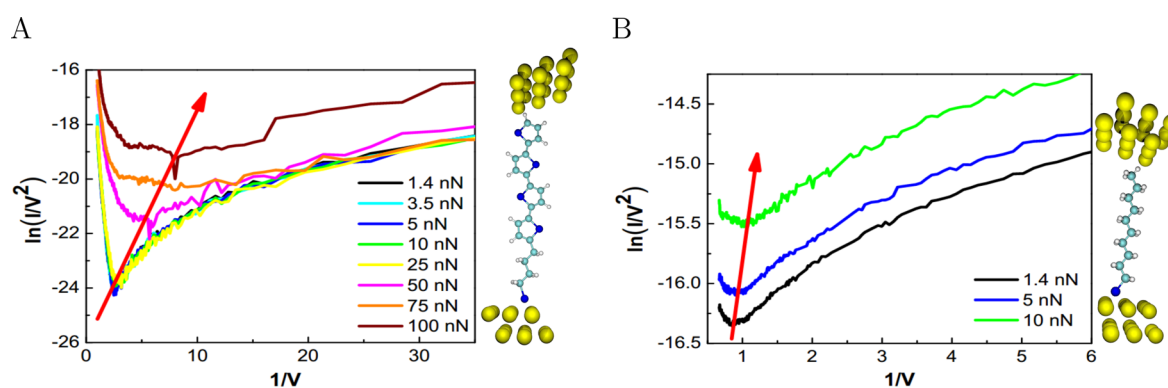 A
B
ln(I/V²)
-16
-18
-20
-22
-24
-26
0
10
20
30
1/V
1.4 nN
3.5 nN
5 nN
10 nN
25 nN
50 nN
75 nN
100 nN
ln(I/V²)
-14.5
-15.0
-15.5
-16.0
-16.5
1
2
3
4
5
6
1/V
1.4 nN
5 nN
10 nN